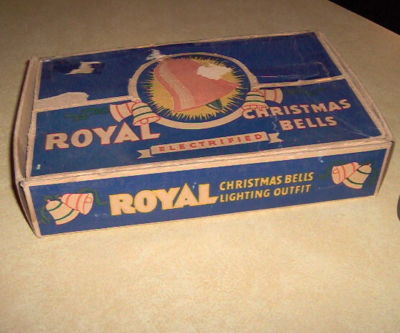 ROYAL CHRISTMAS
BELLS
ELECTRIFIED
ROYAL CHRISTMAS BELLS
LIGHTING OUTFIT